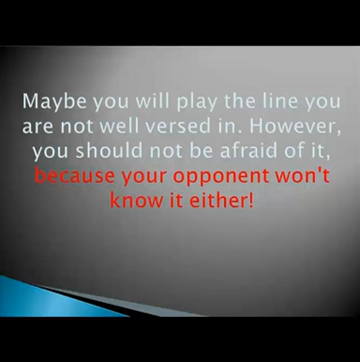 Maybe you will play the line you
are not well versed in. However,
you should not be afraid of it,
because your opponent won't
know it either!